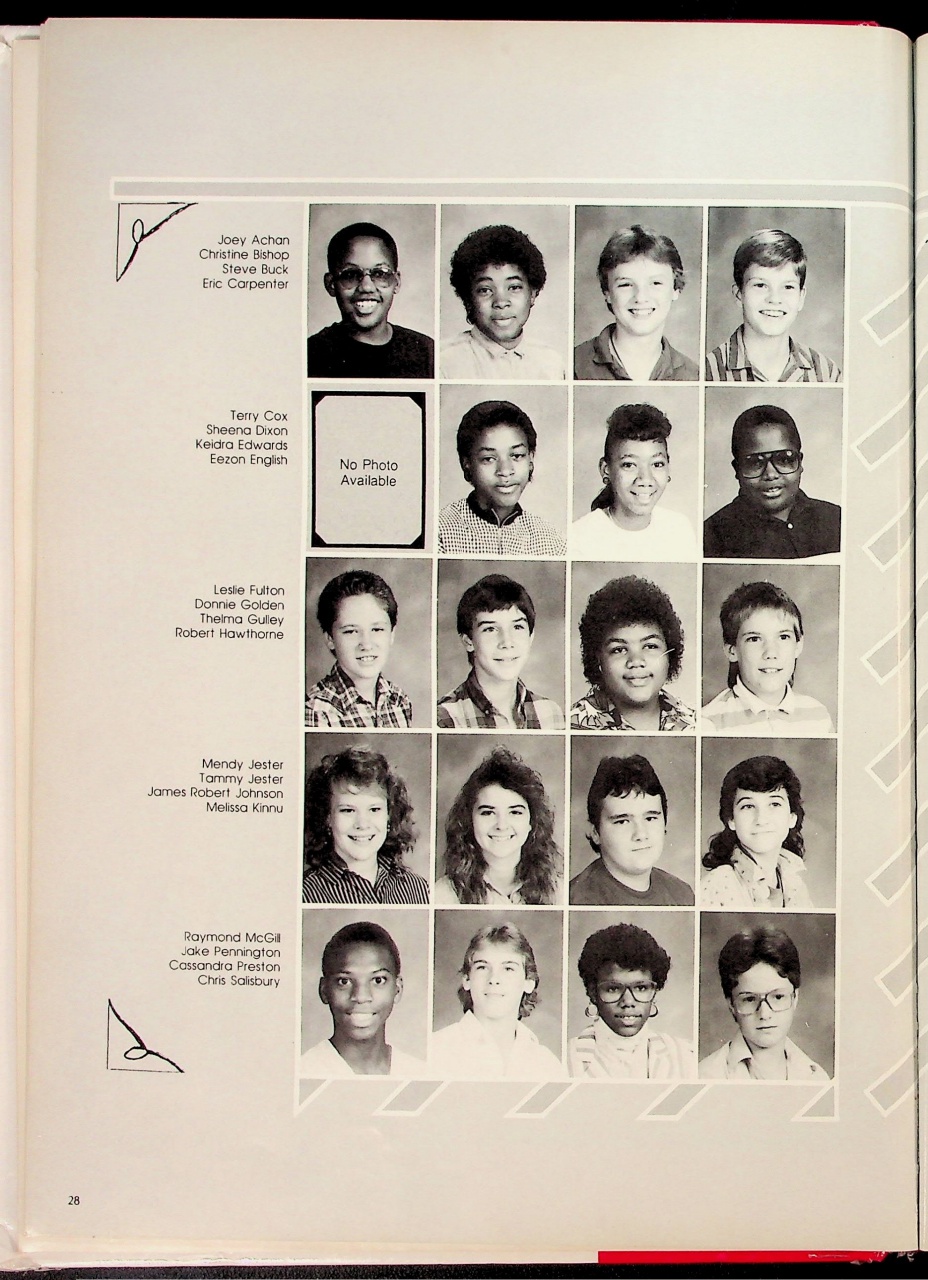 Joey Achan
Christine Bishop
Steve Buck
Eric Carpenter
Terry Cox
Sheena Dixon
Keidra Edwards
Eezon English
No Photo
Available
Leslie Fulton
Donnie Golden
Thelma Gulley
Robert Hawthorne
Mendy Jester
Tammy Jester
James Robert Johnson
Melissa Kinnu
Raymond McGill
Jake Pennington
Cassandra Preston
Chris Salisbury
28